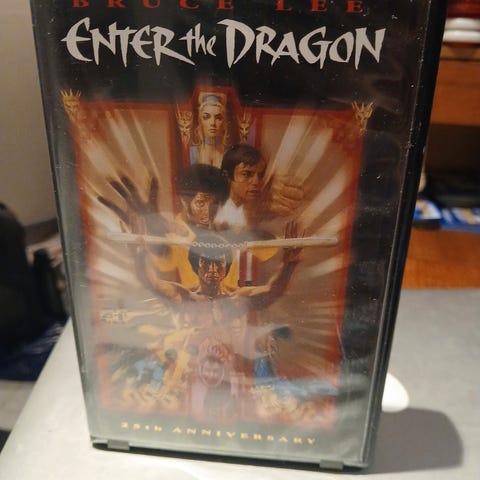 BRUCE LEE
ENTER the DRAGON
25th ANNIVERSARY